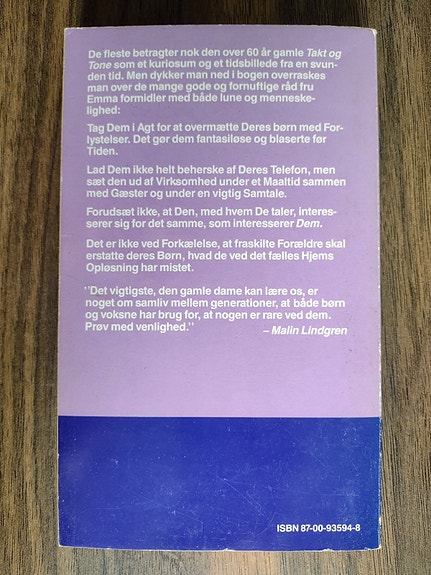 De fleste betragter nok den over 60 år gamle Takt og
Tone som et kuriosum og et tidsbillede fra en svun-
den tid. Men dykker man ned i bogen overraskes
man over de mange gode og fornuftige råd fru
Emma formidler med både lune og menneske-
lighed:
Tag Dem i Agt for at overmætte Deres børn med For-
lystelser. Det gør dem fantasiløse og blaserte før
Tiden.
Lad Dem ikke helt beherske af Deres Telefon, men
sæt den ud af Virksomhed under et Maaltid sammen
med Gæster og under en vigtig Samtale.
Forudsæt ikke, at Den, med hvem De taler, interes-
serer sig for det samme, som interesserer Dem.
Det er ikke ved Forkælelse, at fraskilte Forældre skal
erstatte deres Børn, hvad de ved det fælles Hjems
Opløsning har mistet.
"Det vigtigste, den gamle dame kan lære os, er
noget om samliv mellem generationer, at både børn
og voksne har brug for, at nogen er rare ved dem.
Prøv med venlighed."
– Malin Lindgren
ISBN 87-00-93594-8